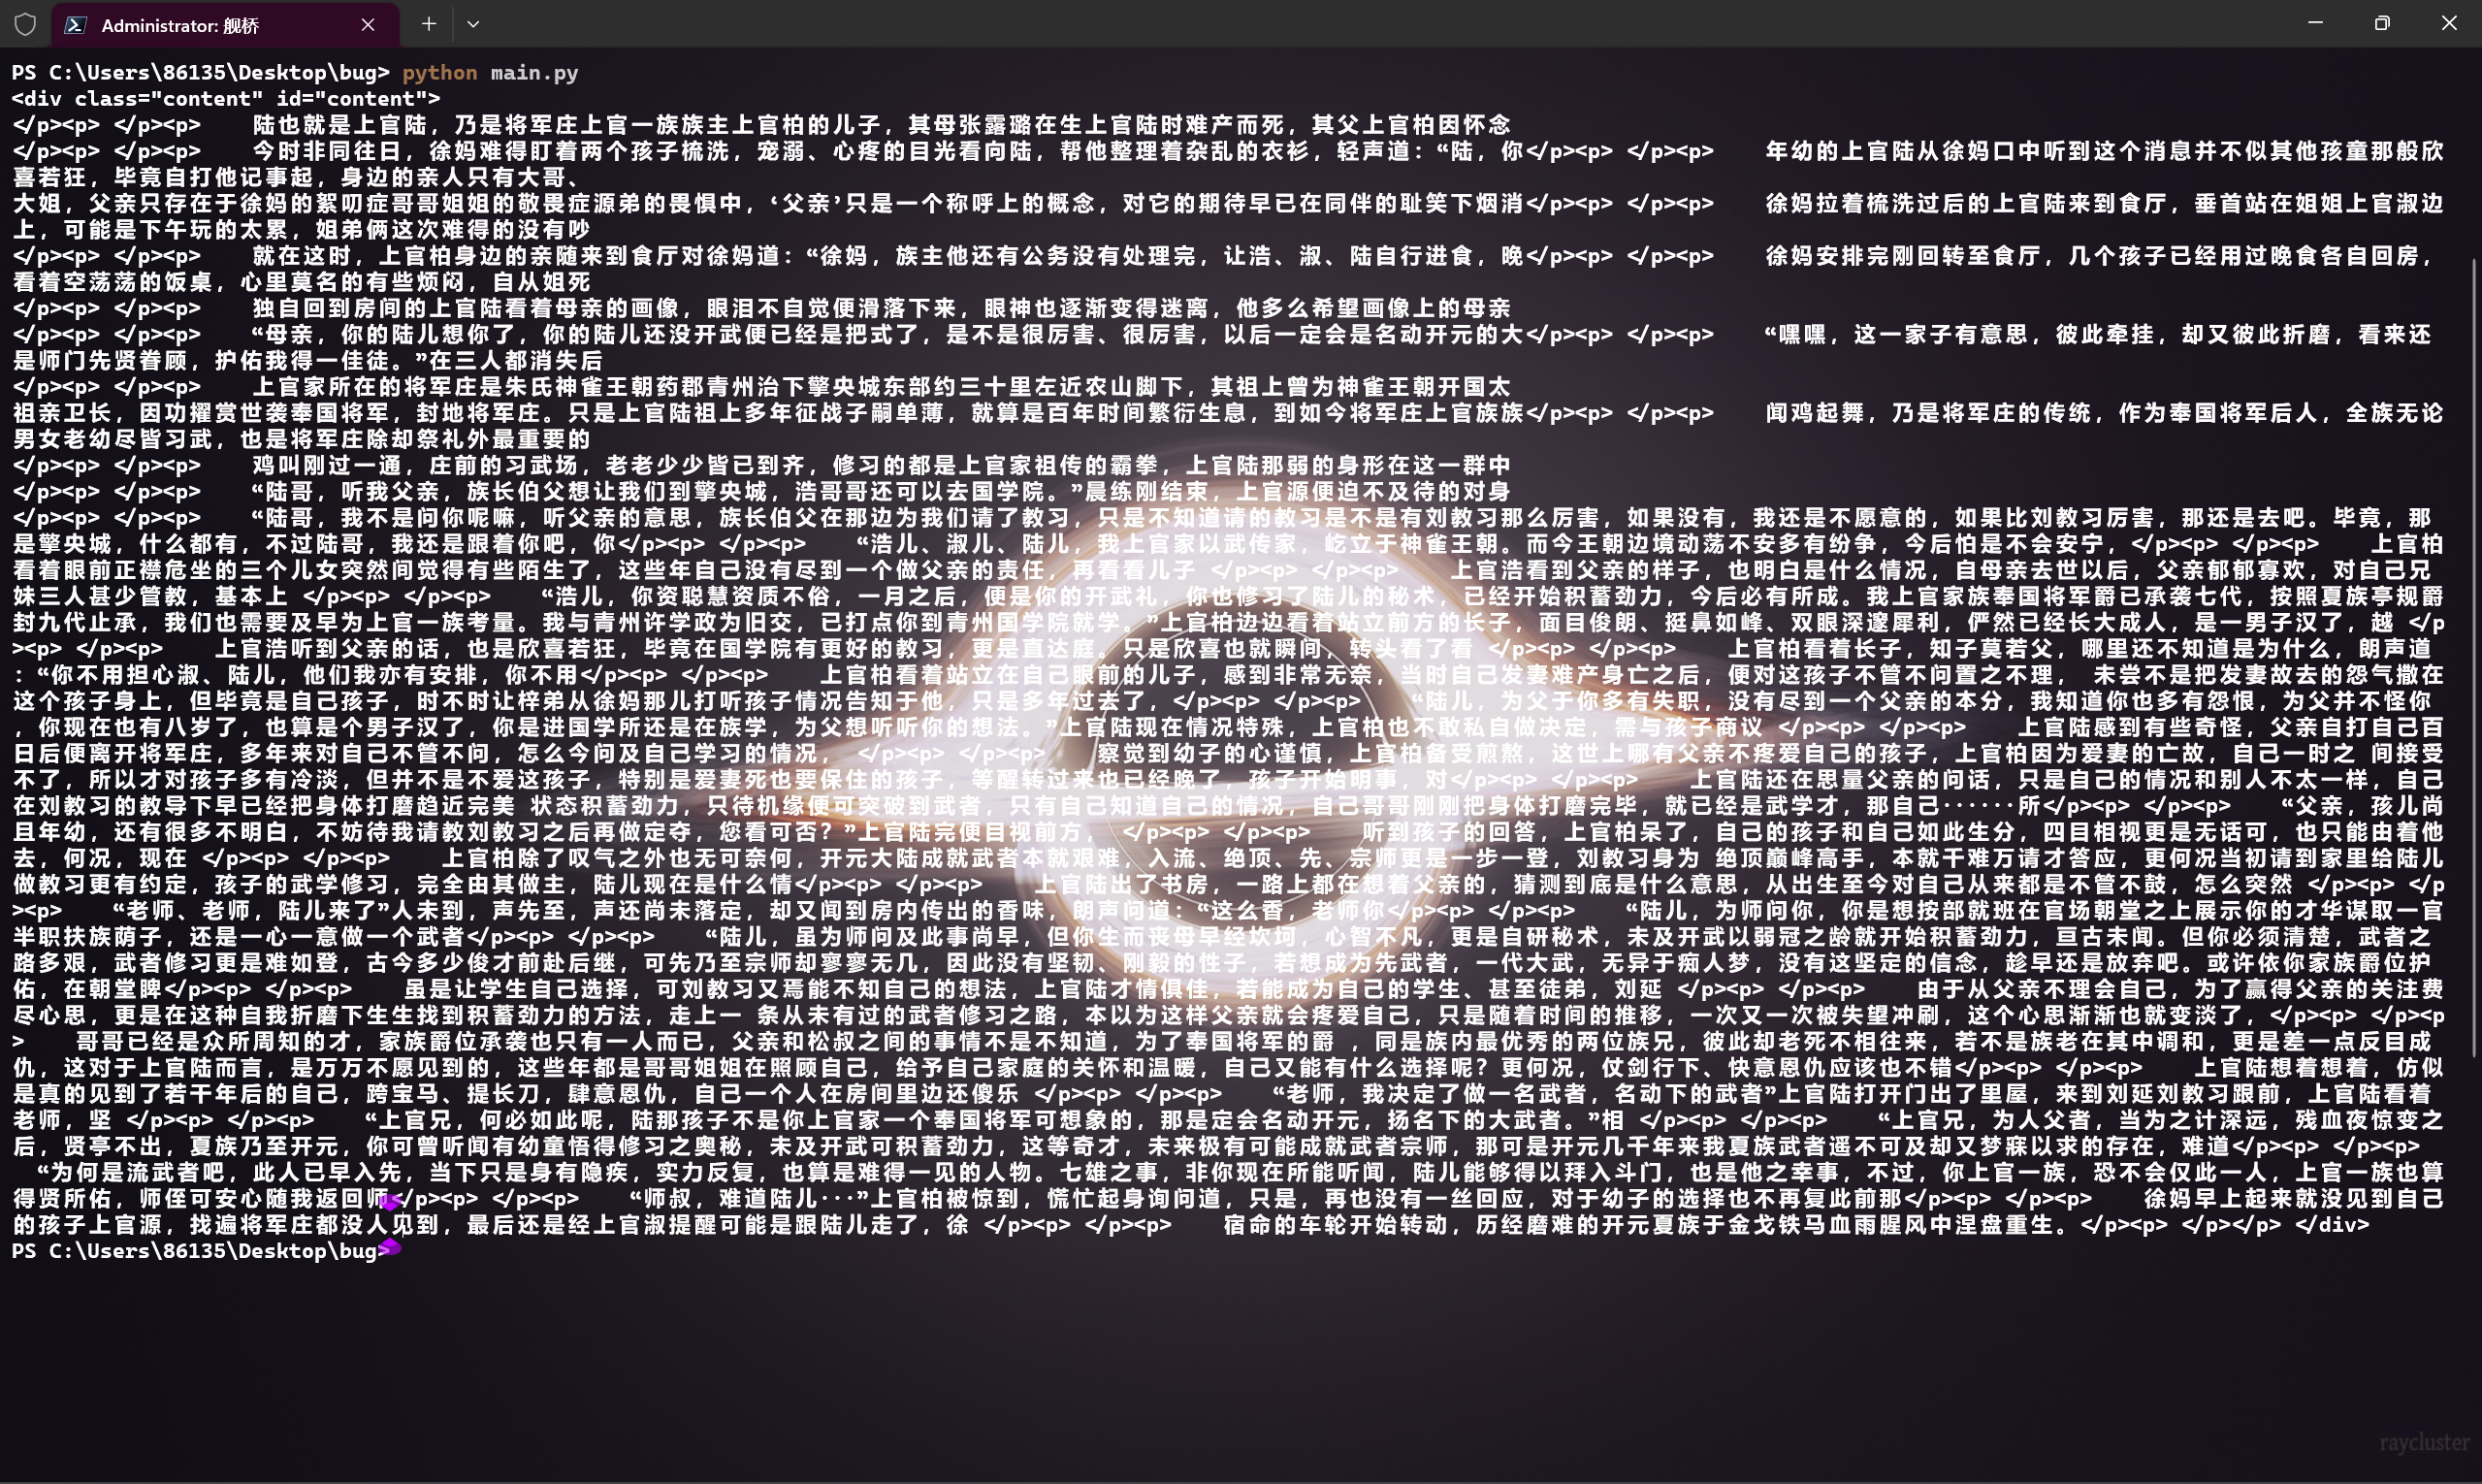 Administrator: 舰桥
PS C:\Users\86135\Desktop\bug> python main.py
<div class="content" id="content">
</p><p> </p><p>    陆也就是上官陆，乃是将军庄上官一族族主上官柏的儿子，其母张露璐在生上官陆时难产而死，其父上官柏因怀念
</p><p> </p><p>    今时非同往日，徐妈难得盯着两个孩子梳洗，宠溺、心疼的目光看向陆，帮他整理着杂乱的衣衫，轻声道：“陆，你</p><p> </p><p>    年幼的上官陆从徐妈口中听到这个消息并不似其他孩童那般欣
喜若狂，毕竟自打他记事起，身边的亲人只有大哥、
大姐，父亲只存在于徐妈的絮叨症哥哥姐姐的敬畏症源弟的畏惧中，‘父亲’只是一个称呼上的概念，对它的期待早已在同伴的耻笑下烟消</p><p> </p><p>    徐妈拉着梳洗过后的上官陆来到食厅，垂首站在姐姐上官淑边
上，可能是下午玩的太累，姐弟俩这次难得的没有吵
</p><p> </p><p>    就在这时，上官柏身边的亲随来到食厅对徐妈道：“徐妈，族主他还有公务没有处理完，让浩、淑、陆自行进食，晚</p><p> </p><p>    徐妈安排完刚回转至食厅，几个孩子已经用过晚食各自回房，
看着空荡荡的饭桌，心里莫名的有些烦闷，自从姐死
</p><p> </p><p>    独自回到房间的上官陆看着母亲的画像，眼泪不自觉便滑落下来，眼神也逐渐变得迷离，他多么希望画像上的母亲
</p><p> </p><p>    “母亲，你的陆儿想你了，你的陆儿还没开武便已经是把式了，是不是很厉害、很厉害，以后一定会是名动开元的大</p><p> </p><p>    “嘿嘿，这一家子有意思，彼此牵挂，却又彼此折磨，看来还
是师门先贤眷顾，护佑我得一佳徒。”在三人都消失后
</p><p> </p><p>    上官家所在的将军庄是朱氏神雀王朝药郡青州治下擎央城东部约三十里左近农山脚下，其祖上曾为神雀王朝开国太
祖亲卫长，因功擢赏世袭奉国将军，封地将军庄。只是上官陆祖上多年征战子嗣单薄，就算是百年时间繁衍生息，到如今将军庄上官族族</p><p> </p><p>    闻鸡起舞，乃是将军庄的传统，作为奉国将军后人，全族无论
男女老幼尽皆习武，也是将军庄除却祭礼外最重要的
</p><p> </p><p>    鸡叫刚过一通，庄前的习武场，老老少少皆已到齐，修习的都是上官家祖传的霸拳，上官陆那弱的身形在这一群中
</p><p> </p><p>    “陆哥，听我父亲，族长伯父想让我们到擎央城，浩哥哥还可以去国学院。”晨练刚结束，上官源便迫不及待的对身
</p><p> </p><p>    “陆哥，我不是问你呢嘛，听父亲的意思，族长伯父在那边为我们请了教习，只是不知道请的教习是不是有刘教习那么厉害，如果没有，我还是不愿意的，如果比刘教习厉害，那还是去吧。毕竟，那
是擎央城，什么都有，不过陆哥，我还是跟着你吧，你</p><p> </p><p>    “浩儿、淑儿、陆儿，我上官家以武传家，屹立于神雀王朝。而今王朝边境动荡不安多有纷争，今后怕是不会安宁，</p><p> </p><p>    上官柏
看着眼前正襟危坐的三个儿女突然间觉得有些陌生了，这些年自己没有尽到一个做父亲的责任，再看看儿子 </p><p> </p><p>    上官浩看到父亲的样子，也明白是什么情况，自母亲去世以后，父亲郁郁寡欢，对自己兄
妹三人甚少管教，基本上 </p><p> </p><p>    “浩儿，你资聪慧资质不俗，一月之后，便是你的开武礼，你也修习了陆儿的秘术，已经开始积蓄劲力，今后必有所成。我上官家族奉国将军爵已承袭七代，按照夏族亭规爵
封九代止承，我们也需要及早为上官一族考量。我与青州许学政为旧交，已打点你到青州国学院就学。”上官柏边边看着站立前方的长子，面目俊朗、挺鼻如峰、双眼深邃犀利，俨然已经长大成人，是一男子汉了，越 </p
><p> </p><p>    上官浩听到父亲的话，也是欣喜若狂，毕竟在国学院有更好的教习，更是直达庭。只是欣喜也就瞬间，转头看了看 </p><p> </p><p>    上官柏看着长子，知子莫若父，哪里还不知道是为什么，朗声道
：“你不用担心淑、陆儿，他们我亦有安排，你不用</p><p> </p><p>    上官柏看着站立在自己眼前的儿子，感到非常无奈，当时自己发妻难产身亡之后，便对这孩子不管不问置之不理， 未尝不是把发妻故去的怨气撒在
这个孩子身上，但毕竟是自己孩子，时不时让梓弟从徐妈那儿打听孩子情况告知于他，只是多年过去了，</p><p> </p><p>    “陆儿，为父于你多有失职，没有尽到一个父亲的本分，我知道你也多有怨恨，为父并不怪你
，你现在也有八岁了，也算是个男子汉了，你是进国学所还是在族学，为父想听听你的想法。”上官陆现在情况特殊，上官柏也不敢私自做决定，需与孩子商议 </p><p> </p><p>    上官陆感到有些奇怪，父亲自打自己百
日后便离开将军庄，多年来对自己不管不问，怎么今问及自己学习的情况， </p><p> </p><p>    察觉到幼子的心谨慎，上官柏备受煎熬，这世上哪有父亲不疼爱自己的孩子，上官柏因为爱妻的亡故，自己一时之 间接受
不了，所以才对孩子多有冷淡，但并不是不爱这孩子，特别是爱妻死也要保住的孩子，等醒转过来也已经晚了，孩子开始明事，对</p><p> </p><p>    上官陆还在思量父亲的问话，只是自己的情况和别人不太一样，自己
在刘教习的教导下早已经把身体打磨趋近完美 状态积蓄劲力，只待机缘便可突破到武者，只有自己知道自己的情况，自己哥哥刚刚把身体打磨完毕，就已经是武学才，那自己······所</p><p> </p><p>    “父亲，孩儿尚
且年幼，还有很多不明白，不妨待我请教刘教习之后再做定夺，您看可否？”上官陆完便目视前方， </p><p> </p><p>    听到孩子的回答，上官柏呆了，自己的孩子和自己如此生分，四目相视更是无话可，也只能由着他
去，何况，现在 </p><p> </p><p>    上官柏除了叹气之外也无可奈何，开元大陆成就武者本就艰难，入流、绝顶、先、宗师更是一步一登，刘教习身为 绝顶巅峰高手，本就千难万请才答应，更何况当初请到家里给陆儿
做教习更有约定，孩子的武学修习，完全由其做主，陆儿现在是什么情</p><p> </p><p>    上官陆出了书房，一路上都在想着父亲的，猜测到底是什么意思，从出生至今对自己从来都是不管不鼓，怎么突然 </p><p> </p
><p>    “老师、老师，陆儿来了”人未到，声先至，声还尚未落定，却又闻到房内传出的香味，朗声问道：“这么香，老师你</p><p> </p><p>    “陆儿，为师问你，你是想按部就班在官场朝堂之上展示你的才华谋取一官
半职扶族荫子，还是一心一意做一个武者</p><p> </p><p>    “陆儿，虽为师问及此事尚早，但你生而丧母早经坎坷，心智不凡，更是自研秘术，未及开武以弱冠之龄就开始积蓄劲力，亘古未闻。但你必须清楚，武者之
路多艰，武者修习更是难如登，古今多少俊才前赴后继，可先乃至宗师却寥寥无几，因此没有坚韧、刚毅的性子，若想成为先武者，一代大武，无异于痴人梦，没有这坚定的信念，趁早还是放弃吧。或许依你家族爵位护
佑，在朝堂睥</p><p> </p><p>    虽是让学生自己选择，可刘教习又焉能不知自己的想法，上官陆才情俱佳，若能成为自己的学生、甚至徒弟，刘延 </p><p> </p><p>    由于从父亲不理会自己，为了赢得父亲的关注费
尽心思，更是在这种自我折磨下生生找到积蓄劲力的方法，走上一 条从未有过的武者修习之路，本以为这样父亲就会疼爱自己，只是随着时间的推移，一次又一次被失望冲刷，这个心思渐渐也就变淡了，</p><p> </p><p
>    哥哥已经是众所周知的才，家族爵位承袭也只有一人而已，父亲和松叔之间的事情不是不知道，为了奉国将军的爵 ，同是族内最优秀的两位族兄，彼此却老死不相往来，若不是族老在其中调和，更是差一点反目成
仇，这对于上官陆而言，是万万不愿见到的，这些年都是哥哥姐姐在照顾自己，给予自己家庭的关怀和温暖，自己又能有什么选择呢？更何况，仗剑行下、快意恩仇应该也不错</p><p> </p><p>    上官陆想着想着，仿似
是真的见到了若干年后的自己，跨宝马、提长刀，肆意恩仇，自己一个人在房间里边还傻乐 </p><p> </p><p>    “老师，我决定了做一名武者，名动下的武者”上官陆打开门出了里屋，来到刘延刘教习跟前，上官陆看着
老师，坚 </p><p> </p><p>    “上官兄，何必如此呢，陆那孩子不是你上官家一个奉国将军可想象的，那是定会名动开元，扬名下的大武者。”相 </p><p> </p><p>    “上官兄，为人父者，当为之计深远，残血夜惊变之
后，贤亭不出，夏族乃至开元，你可曾听闻有幼童悟得修习之奥秘，未及开武可积蓄劲力，这等奇才，未来极有可能成就武者宗师，那可是开元几千年来我夏族武者遥不可及却又梦寐以求的存在，难道</p><p> </p><p>
“为何是流武者吧，此人已早入先，当下只是身有隐疾，实力反复，也算是难得一见的人物。七雄之事，非你现在所能听闻，陆儿能够得以拜入斗门，也是他之幸事，不过，你上官一族，恐不会仅此一人，上官一族也算
得贤所佑，师侄可安心随我返回师</p><p> </p><p>    “师叔，难道陆儿···”上官柏被惊到，慌忙起身询问道，只是，再也没有一丝回应，对于幼子的选择也不再复此前那</p><p> </p><p>    徐妈早上起来就没见到自己
的孩子上官源，找遍将军庄都没人见到，最后还是经上官淑提醒可能是跟陆儿走了，徐 </p><p> </p><p>    宿命的车轮开始转动，历经磨难的开元夏族于金戈铁马血雨腥风中涅盘重生。</p><p> </p></p> </div>
PS C:\Users\86135\Desktop\bug>
raycluster